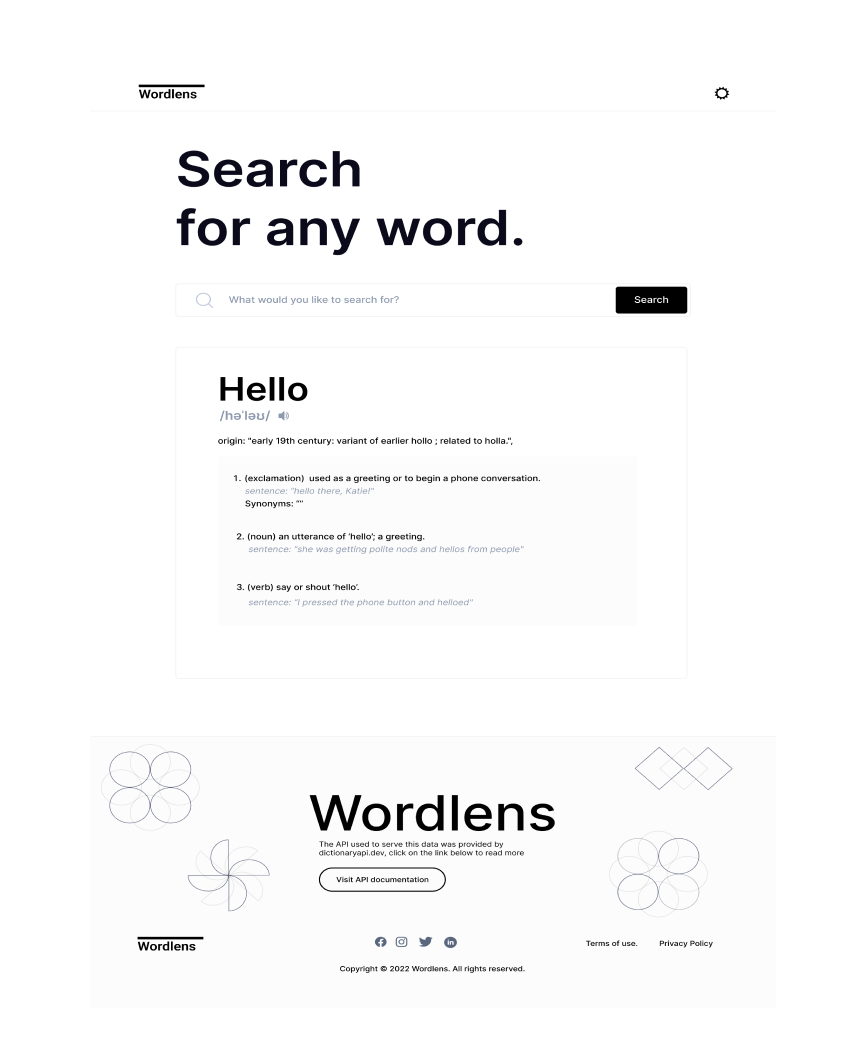 Wordlens
Search
for any word.
What would you like to search for?
Search
Hello
/həˈləʊ/
origin: "early 19th century: variant of earlier hollo ; related to holla.",
1. (exclamation) used as a greeting or to begin a phone conversation.
sentence: "hello there, Katie!"
Synonyms: ""
2. (noun) an utterance of ‘hello’; a greeting.
sentence: "she was getting polite nods and hellos from people"
3. (verb) say or shout ‘hello’.
sentence: "I pressed the phone button and helloed"
Wordlens
The API used to serve this data was provided by
dictionaryapi.dev, click on the link below to read more
Visit API documentation
Wordlens
Terms of use.
Privacy Policy
Copyright © 2022 Wordlens. All rights reserved.